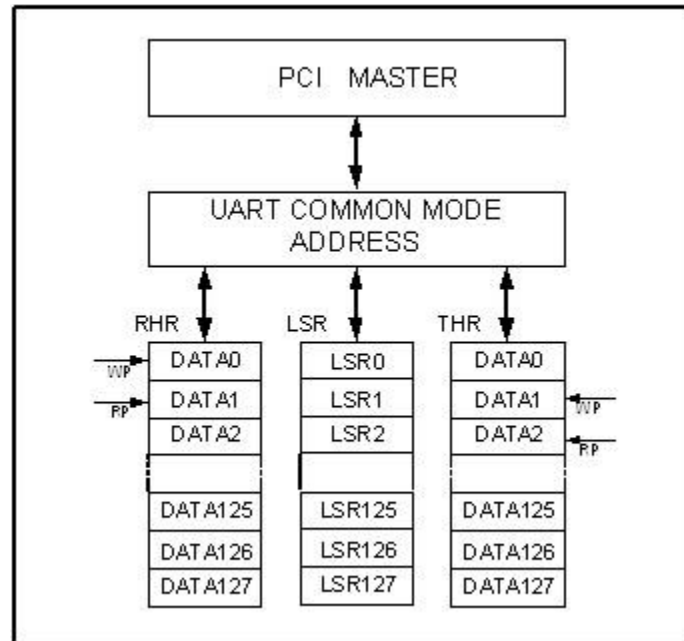 PCI MASTER
UART COMMON MODE
ADDRESS
RHR
LSR
THR
DATA0
DATA1
DATA2
DATA125
DATA126
DATA127
WP
RP
LSR0
LSR1
LSR2
LSR125
LSR126
LSR127
DATA0
DATA1
DATA2
DATA125
DATA126
DATA127
WP
RP